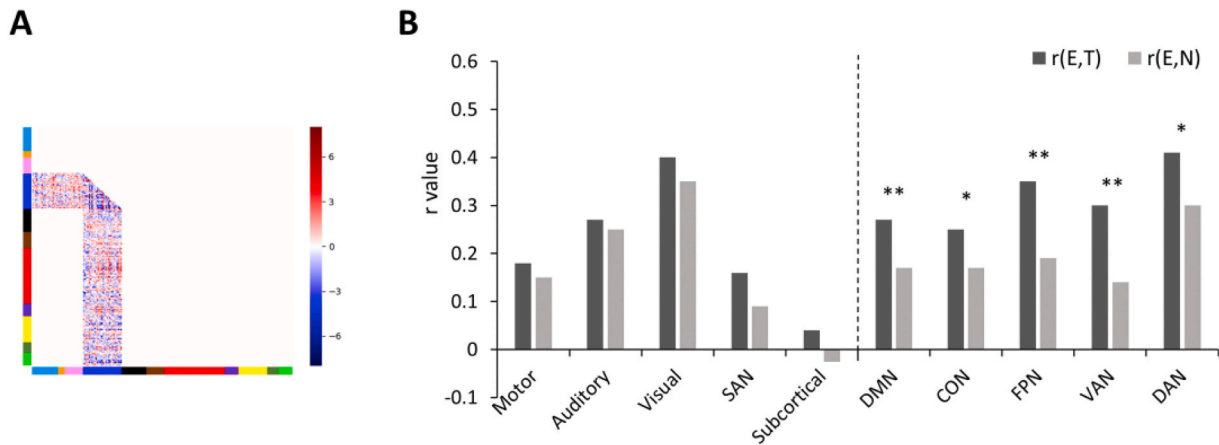 A
B
6
3
0
−3
−6
r value
0.6
0.5
0.4
0.3
0.2
0.1
0
-0.1
r(E,T)
r(E,N)
**
*
**
**
*
Motor
Auditory
Visual
SAN
Subcortical
DMN
CON
FPN
VAN
DAN